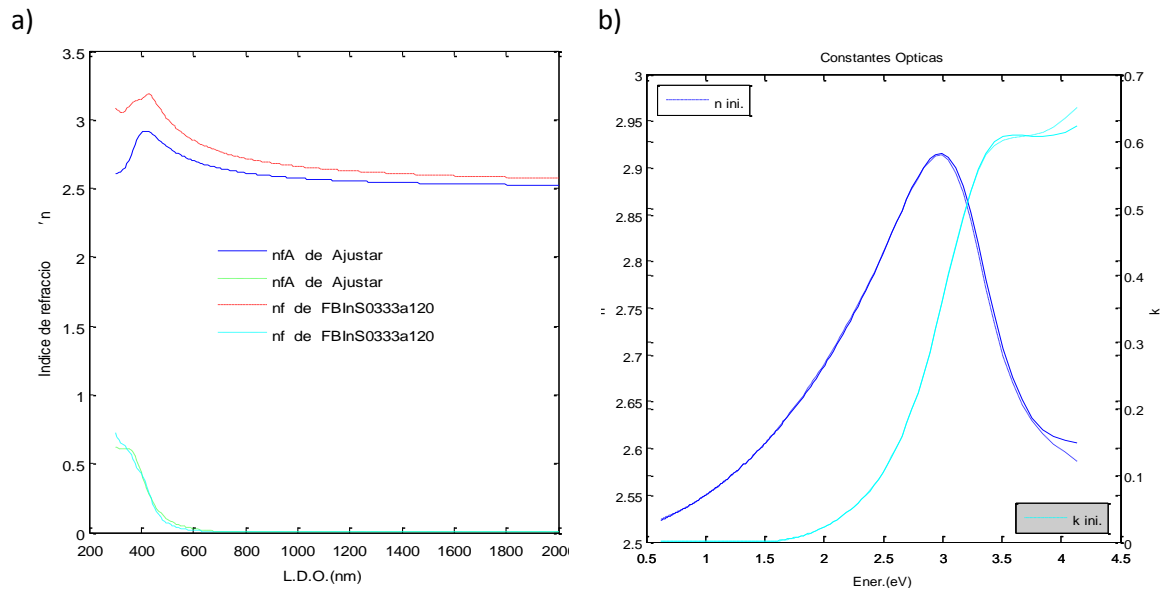 a)
3.5
3
2.5
2
1.5
1
0.5
0
Indice de refraccio 'n
nfA de Ajustar
nfA de Ajustar
nf de FBInS0333a120
nf de FBInS0333a120
200 400 600 800 1000 1200 1400 1600 1800 2000
L.D.O.(nm)
b)
Constantes Opticas
n ini.
3
2.95
2.9
2.85
2.8
2.75
2.7
2.65
2.6
2.55
2.5
0.7
0.6
0.5
0.4
0.3
0.2
0.1
0
k
k ini.
0.5 1 1.5 2 2.5 3 3.5 4 4.5
Ener.(eV)